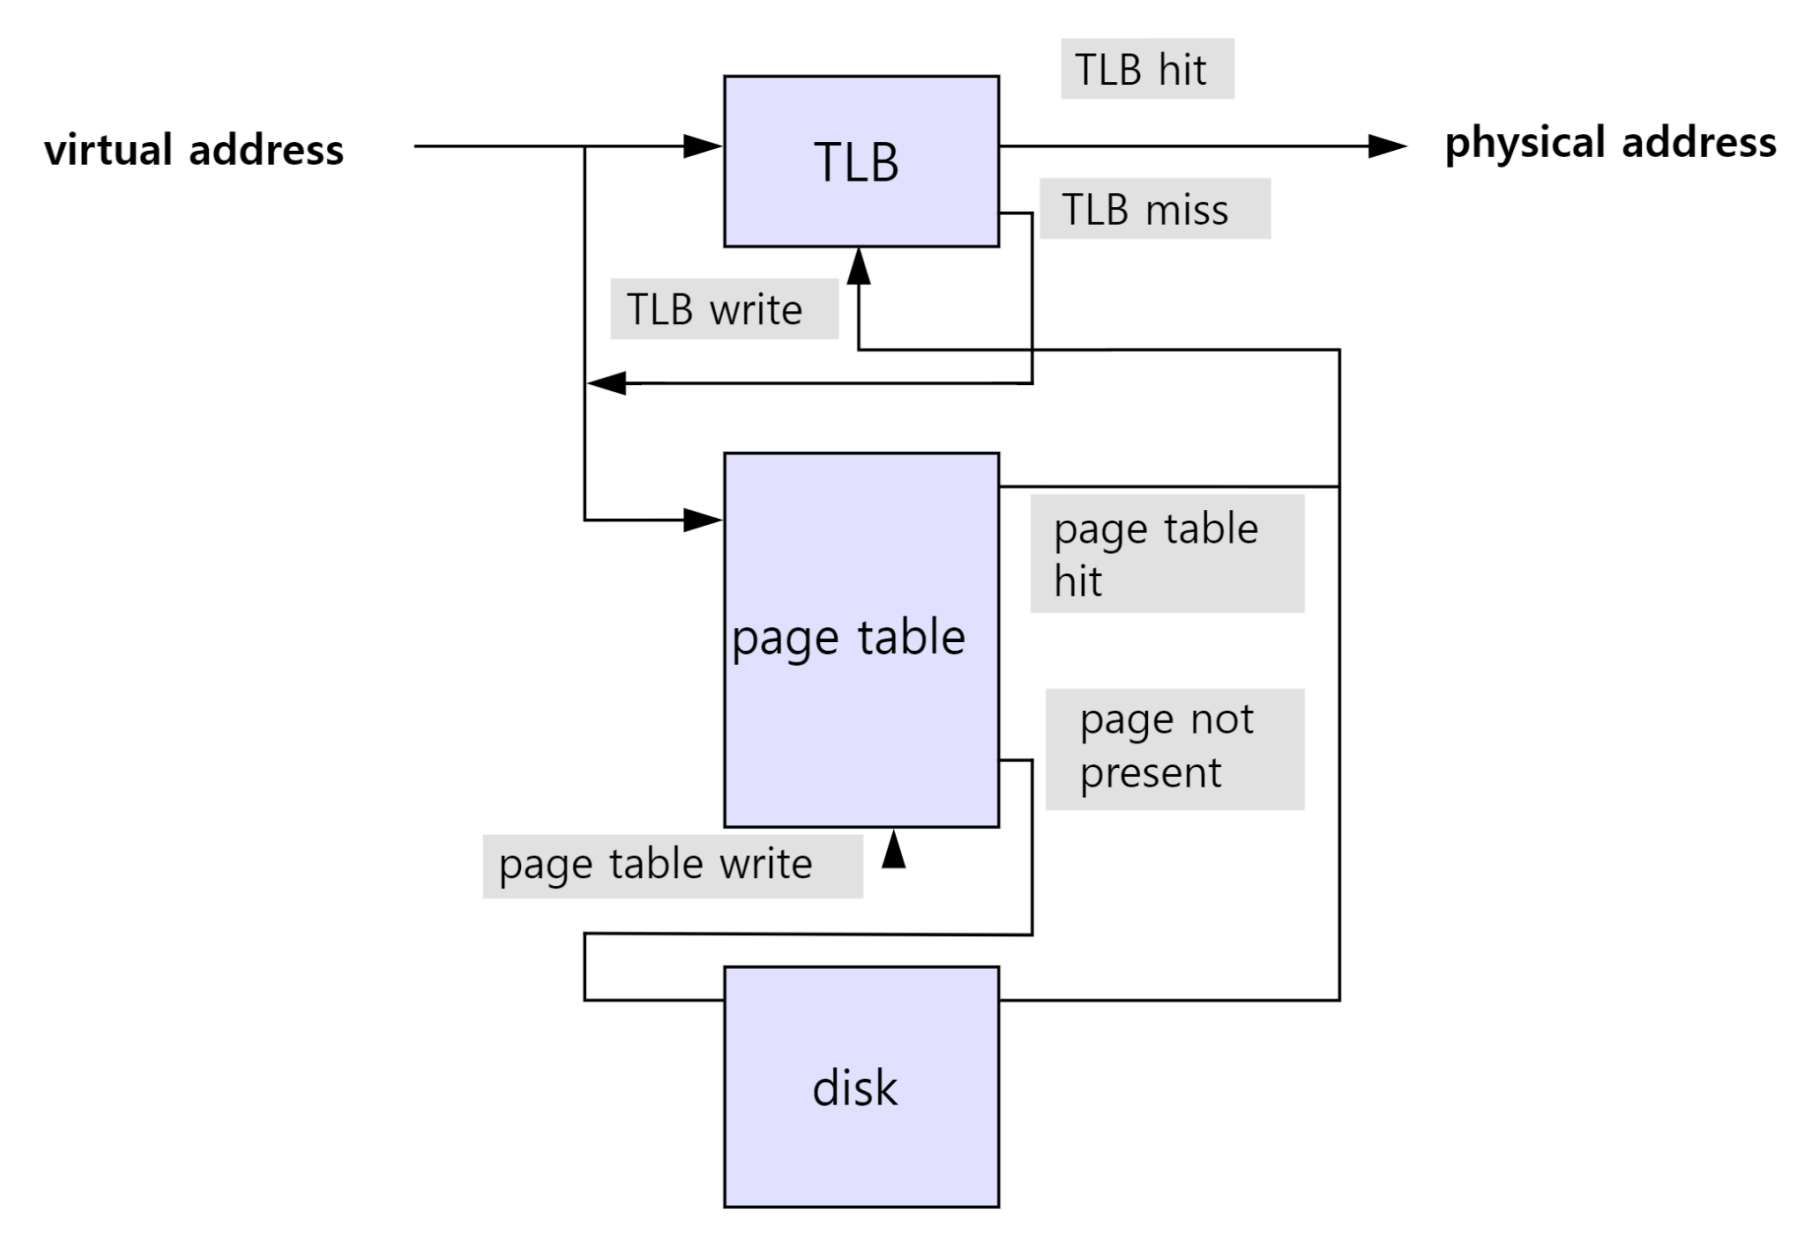 TLB hit
virtual address
TLB
physical address
TLB miss
TLB write
page table
hit
page table
page not
present
page table write
disk